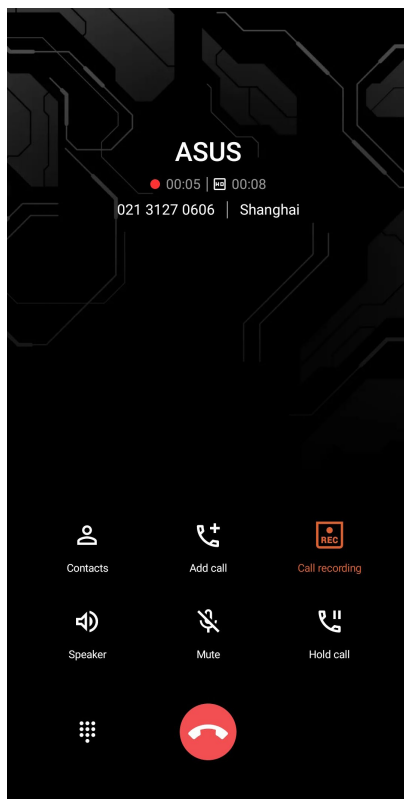 ASUS
00:05 | HD 00:08
021 3127 0606 | Shanghai
REC
Contacts Add call Call recording
Speaker Mute Hold call